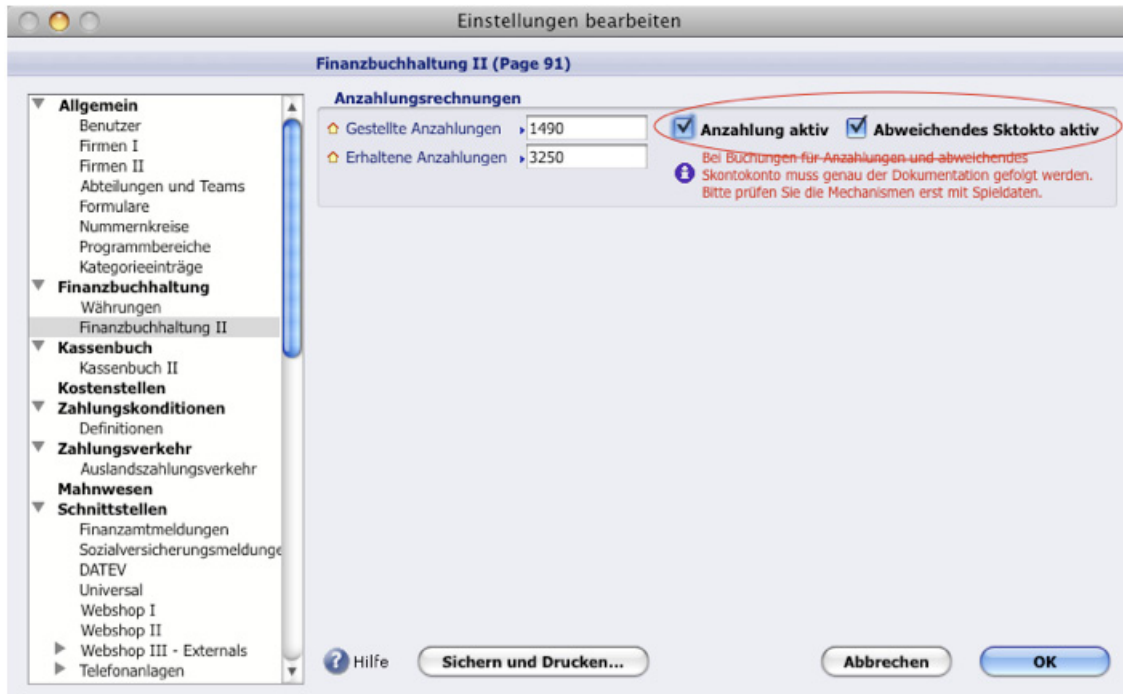 Einstellungen bearbeiten
Finanzbuchhaltung II (Page 91)
Allgemein
Benutzer
Firmen I
Firmen II
Abteilungen und Teams
Formulare
Nummernkreise
Programmbereiche
Kategorieeinträge
Finanzbuchhaltung
Währungen
Finanzbuchhaltung II
Kassenbuch
Kassenbuch II
Kostenstellen
Zahlungskonditionen
Definitionen
Zahlungsverkehr
Auslandszahlungsverkehr
Mahnwesen
Schnittstellen
Finanzamtmeldungen
Sozialversicherungsmeldunge
DATEV
Universal
Webshop I
Webshop II
Webshop III - Externals
Telefonanlagen
Anzahlungsrechnungen
Gestellte Anzahlungen 1490
Erhaltene Anzahlungen 3250
Anzahlung aktiv Abweichendes Sktokto aktiv
Bei Buchungen für Anzahlungen und abweichendes
Skontokonto muss genau der Dokumentation gefolgt werden.
Bitte prüfen Sie die Mechanismen erst mit Spieldaten.
Hilfe Sichern und Drucken... Abbrechen OK